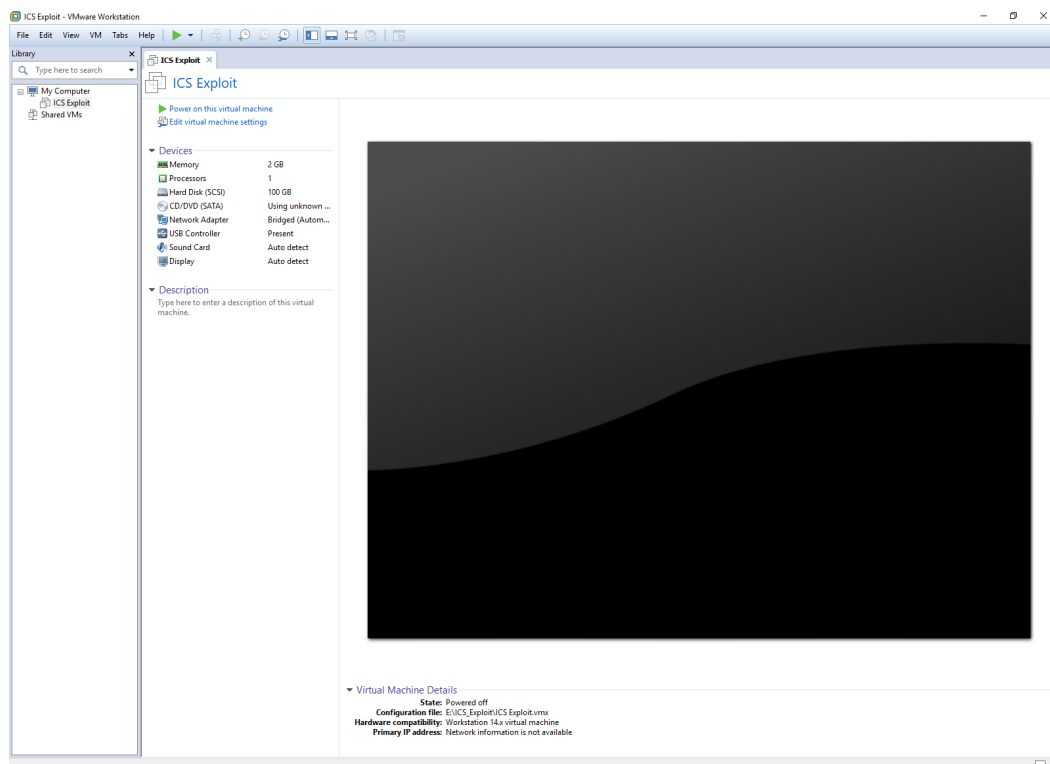 ICS Exploit - VMware Workstation
File Edit View VM Tabs Help
Library
Type here to search
My Computer
ICS Exploit
Shared VMs
ICS Exploit
ICS Exploit
Power on this virtual machine
Edit virtual machine settings
Devices
Memory 2 GB
Processors 1
Hard Disk (SCSI) 100 GB
CD/DVD (SATA) Using unknown ...
Network Adapter Bridged (Autom...
USB Controller Present
Sound Card Auto detect
Display Auto detect
Description
Type here to enter a description of this virtual
machine.
Virtual Machine Details
State: Powered off
Configuration file: E:\ICS_Exploit\ICS Exploit.vmx
Hardware compatibility: Workstation 14.x virtual machine
Primary IP address: Network information is not available